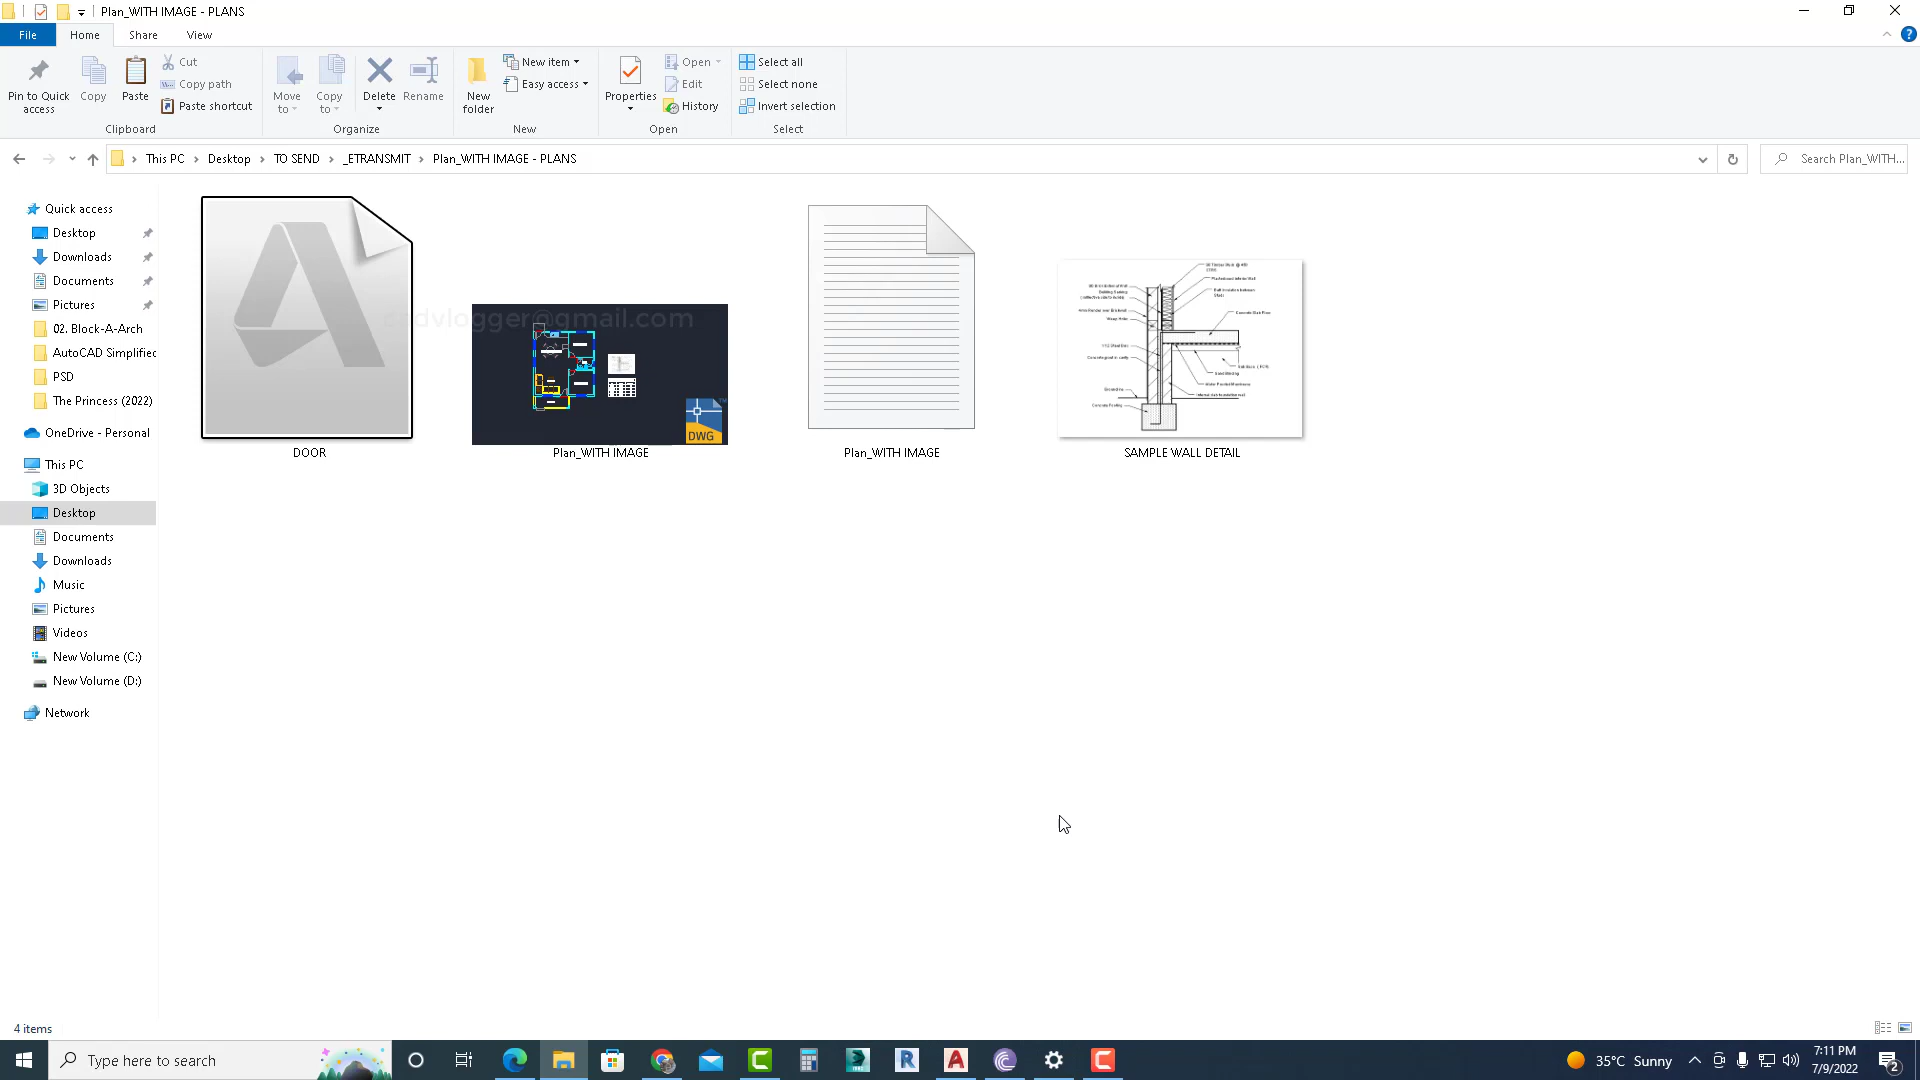 Plan_WITH IMAGE - PLANS
File
Home
Share
View
Pin to Quick access
Copy
Paste
Cut
Copy path
Paste shortcut
Clipboard
Move to
Copy to
Delete
Rename
Organize
New folder
New item
Easy access
New
Properties
Open
Edit
History
Open
Select all
Select none
Invert selection
Select
This PC
Desktop
TO SEND
_ETRANSMIT
Plan_WITH IMAGE - PLANS
Search Plan_WITH...
Quick access
Desktop
Downloads
Documents
Pictures
02. Block-A-Arch
AutoCAD Simplified
PSD
The Princess (2022)
OneDrive - Personal
This PC
3D Objects
Desktop
Documents
Downloads
Music
Pictures
Videos
New Volume (C:)
New Volume (D:)
Network
DWG
DOOR
Plan_WITH IMAGE
Plan_WITH IMAGE
SAMPLE WALL DETAIL
4 items
Type here to search
35°C Sunny
7:11 PM
7/9/2022
2